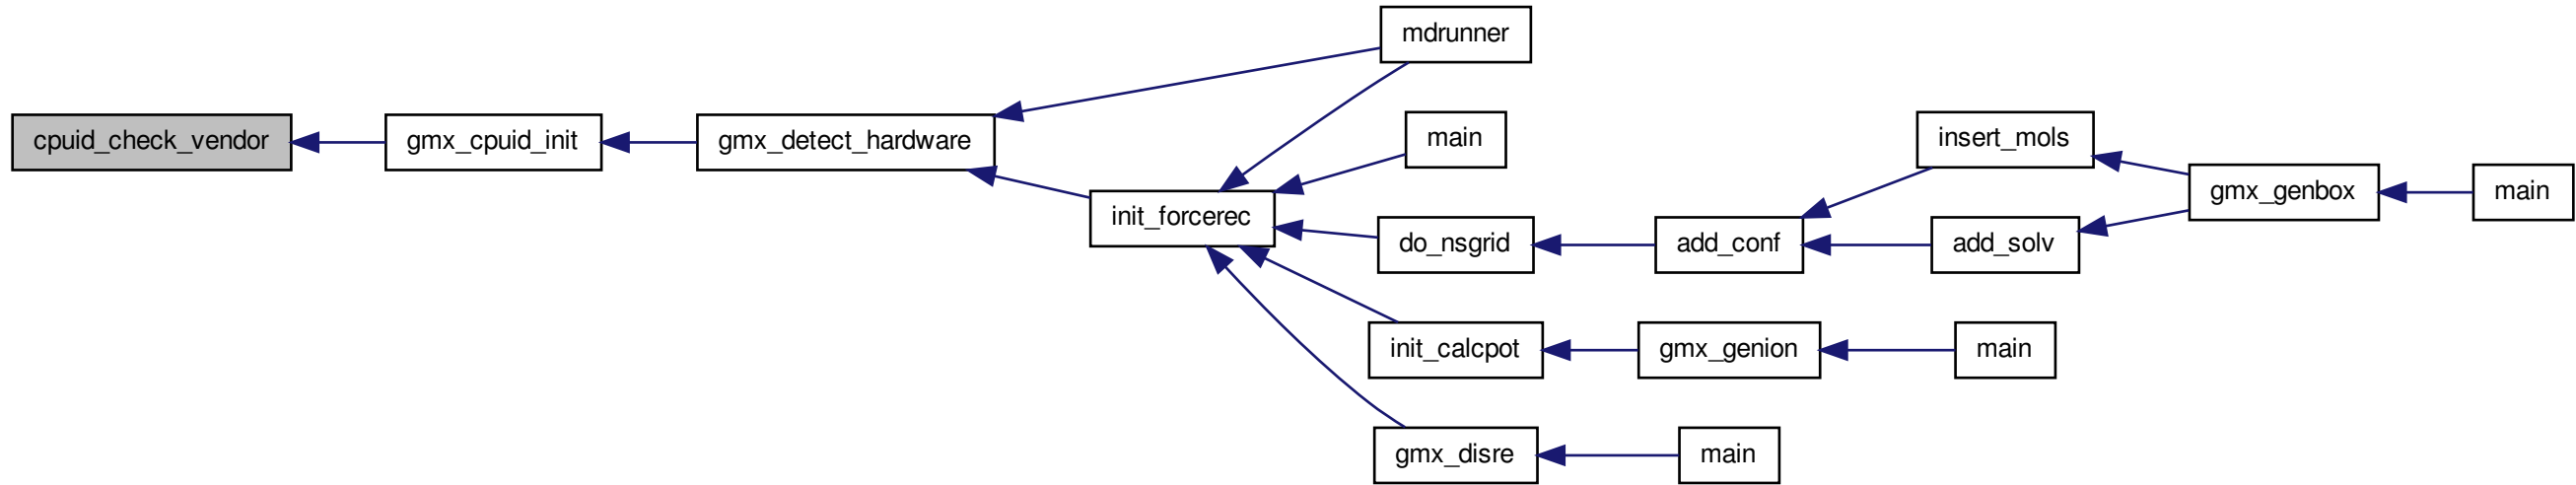 mdrunner
cpuid_check_vendor
gmx_cpuid_init
gmx_detect_hardware
main
insert_mols
init_forcerec
gmx_genbox
main
do_nsgrid
add_conf
add_solv
init_calcpot
gmx_genion
main
gmx_disre
main